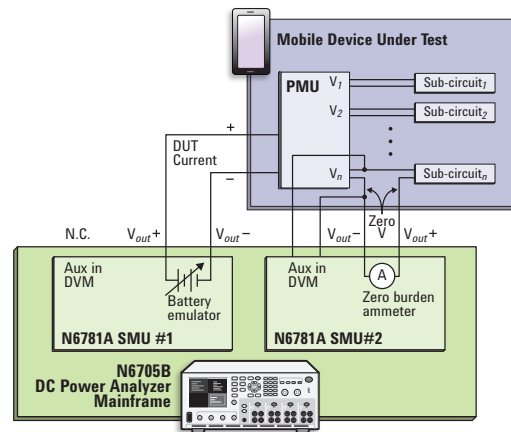 Mobile Device Under Test
PMU
V1
Sub-circuit1
V2
Sub-circuit2
+
DUT
Current
–
Vn
Sub-circuitn
Zero
V
N.C.
Vout+
Vout–
Vout–
Vout+
Aux in
DVM
Battery
emulator
N6781A SMU #1
Aux in
DVM
A
Zero burden
ammeter
N6781A SMU#2
N6705B
DC Power Analyzer
Mainframe